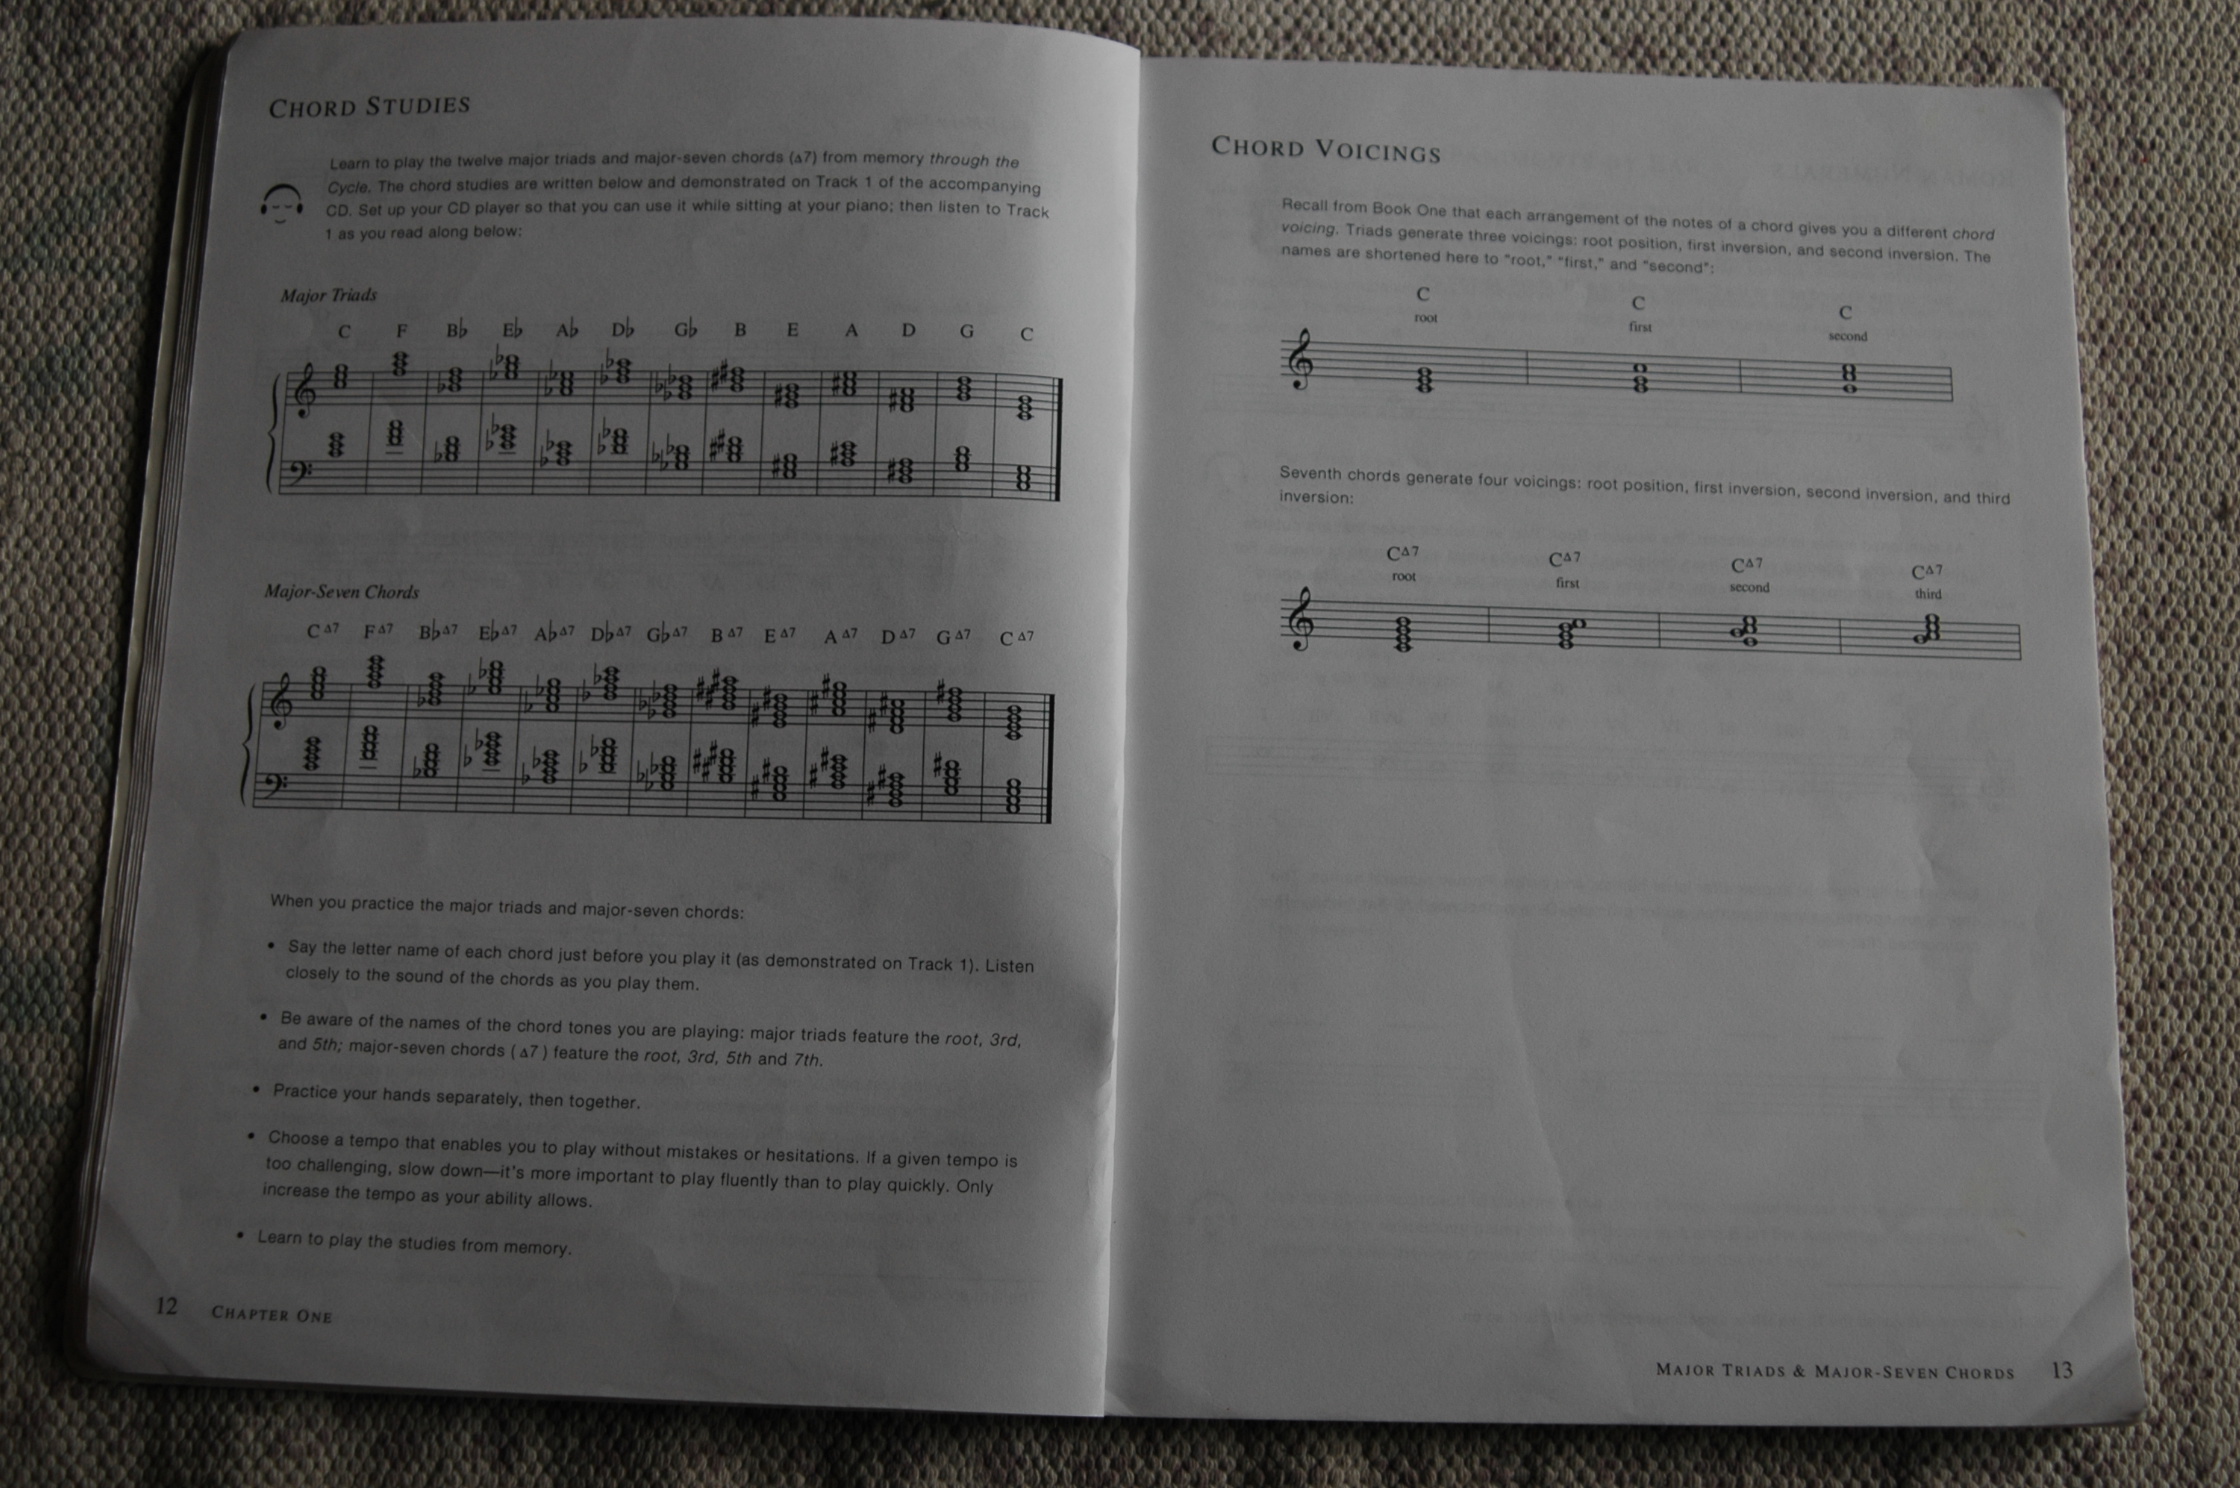 CHORD STUDIES
Learn to play the twelve major triads and major-seven chords (Δ7) from memory through the
Cycle. The chord studies are written below and demonstrated on Track 1 of the accompanying
CD. Set up your CD player so that you can use it while sitting at your piano; then listen to Track
1 as you read along below:
Major Triads
C F B♭ E♭ A♭ D♭ G♭ B E A D G C
Major-Seven Chords
CΔ7 FΔ7 B♭Δ7 E♭Δ7 A♭Δ7 D♭Δ7 G♭Δ7 BΔ7 EΔ7 AΔ7 DΔ7 GΔ7 CΔ7
When you practice the major triads and major-seven chords:
• Say the letter name of each chord just before you play it (as demonstrated on Track 1). Listen
closely to the sound of the chords as you play them.
• Be aware of the names of the chord tones you are playing: major triads feature the root, 3rd,
and 5th; major-seven chords (Δ7) feature the root, 3rd, 5th and 7th.
• Practice your hands separately, then together.
• Choose a tempo that enables you to play without mistakes or hesitations. If a given tempo is
too challenging, slow down—it's more important to play fluently than to play quickly. Only
increase the tempo as your ability allows.
• Learn to play the studies from memory.
12 CHAPTER ONE
CHORD VOICINGS
Recall from Book One that each arrangement of the notes of a chord gives you a different chord
voicing. Triads generate three voicings: root position, first inversion, and second inversion. The
names are shortened here to "root," "first," and "second":
C C C
root first second
Seventh chords generate four voicings: root position, first inversion, second inversion, and third
inversion:
CΔ7 CΔ7 CΔ7 CΔ7
root first second third
MAJOR TRIADS & MAJOR-SEVEN CHORDS 13